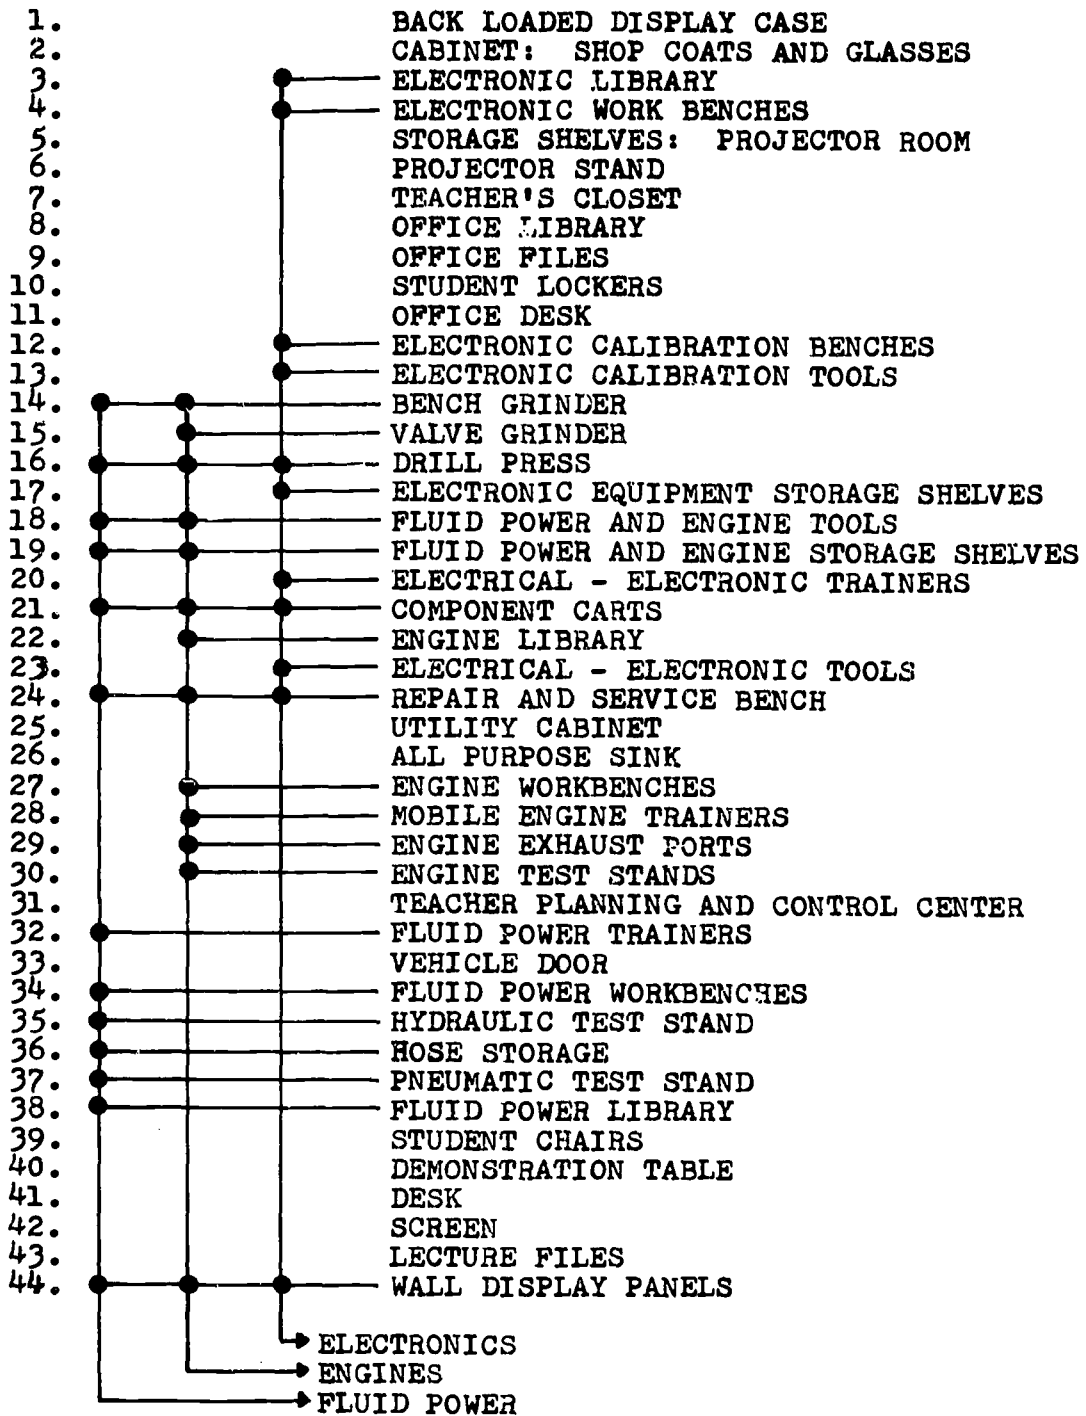 1. BACK LOADED DISPLAY CASE
2. CABINET: SHOP COATS AND GLASSES
3. ELECTRONIC LIBRARY
4. ELECTRONIC WORK BENCHES
5. STORAGE SHELVES: PROJECTOR ROOM
6. PROJECTOR STAND
7. TEACHER'S CLOSET
8. OFFICE LIBRARY
9. OFFICE FILES
10. STUDENT LOCKERS
11. OFFICE DESK
12. ELECTRONIC CALIBRATION BENCHES
13. ELECTRONIC CALIBRATION TOOLS
14. BENCH GRINDER
15. VALVE GRINDER
16. DRILL PRESS
17. ELECTRONIC EQUIPMENT STORAGE SHELVES
18. FLUID POWER AND ENGINE TOOLS
19. FLUID POWER AND ENGINE STORAGE SHELVES
20. ELECTRICAL - ELECTRONIC TRAINERS
21. COMPONENT CARTS
22. ENGINE LIBRARY
23. ELECTRICAL - ELECTRONIC TOOLS
24. REPAIR AND SERVICE BENCH
25. UTILITY CABINET
26. ALL PURPOSE SINK
27. ENGINE WORKBENCHES
28. MOBILE ENGINE TRAINERS
29. ENGINE EXHAUST PORTS
30. ENGINE TEST STANDS
31. TEACHER PLANNING AND CONTROL CENTER
32. FLUID POWER TRAINERS
33. VEHICLE DOOR
34. FLUID POWER WORKBENCHES
35. HYDRAULIC TEST STAND
36. HOSE STORAGE
37. PNEUMATIC TEST STAND
38. FLUID POWER LIBRARY
39. STUDENT CHAIRS
40. DEMONSTRATION TABLE
41. DESK
42. SCREEN
43. LECTURE FILES
44. WALL DISPLAY PANELS
ELECTRONICS
ENGINES
FLUID POWER